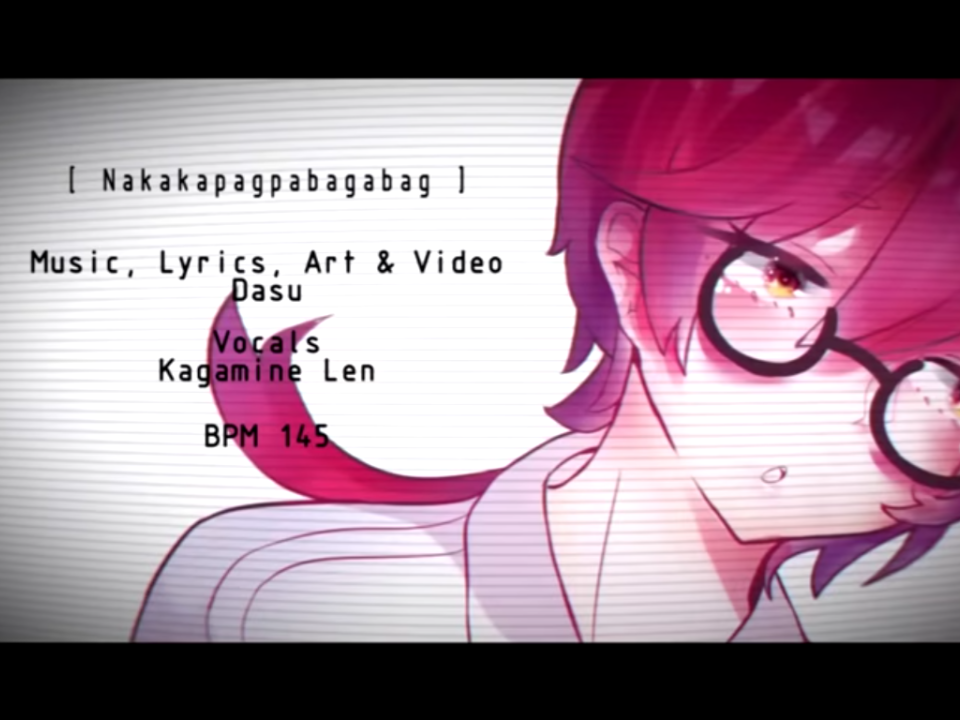 [ Nakakapagpabagabag ]
Music, Lyrics, Art & Video
Dasu
Vocals
Kagamine Len
BPM 145